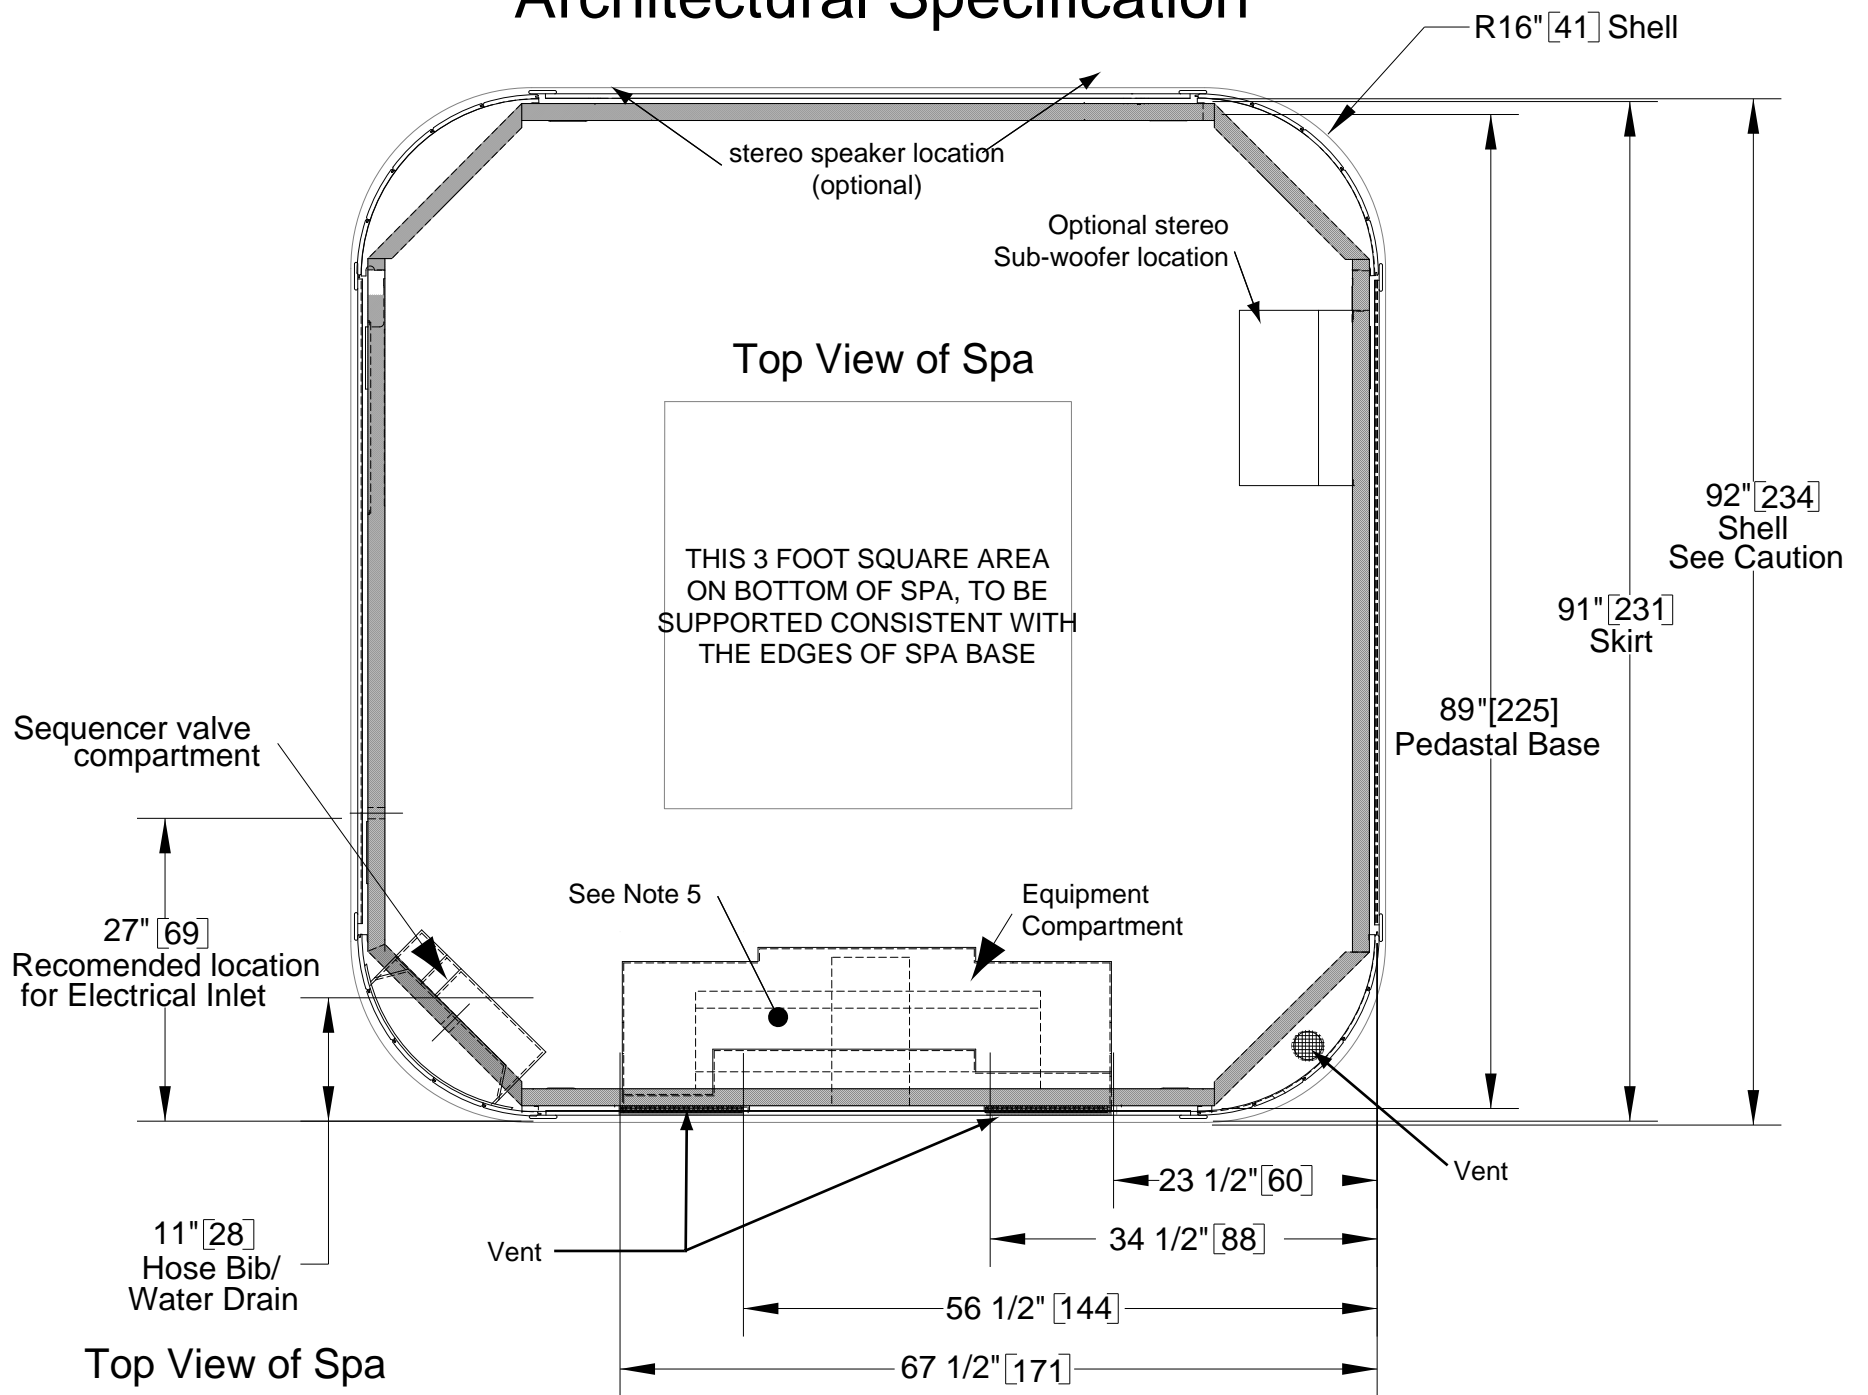 Architectural Specification
R16"[41] Shell
stereo speaker location
(optional)
Optional stereo
Sub-woofer location
Top View of Spa
92"[234]
Shell
See Caution
THIS 3 FOOT SQUARE AREA
ON BOTTOM OF SPA, TO BE
SUPPORTED CONSISTENT WITH
THE EDGES OF SPA BASE
91"[231]
Skirt
89"[225]
Pedastal Base
Sequencer valve
compartment
See Note 5
Equipment
Compartment
27" [69]
Recomended location
for Electrical Inlet
23 1/2"[60]
Vent
34 1/2"[88]
11"[28]
Hose Bib/
Water Drain
Vent
56 1/2" [144]
67 1/2"[171]
Top View of Spa